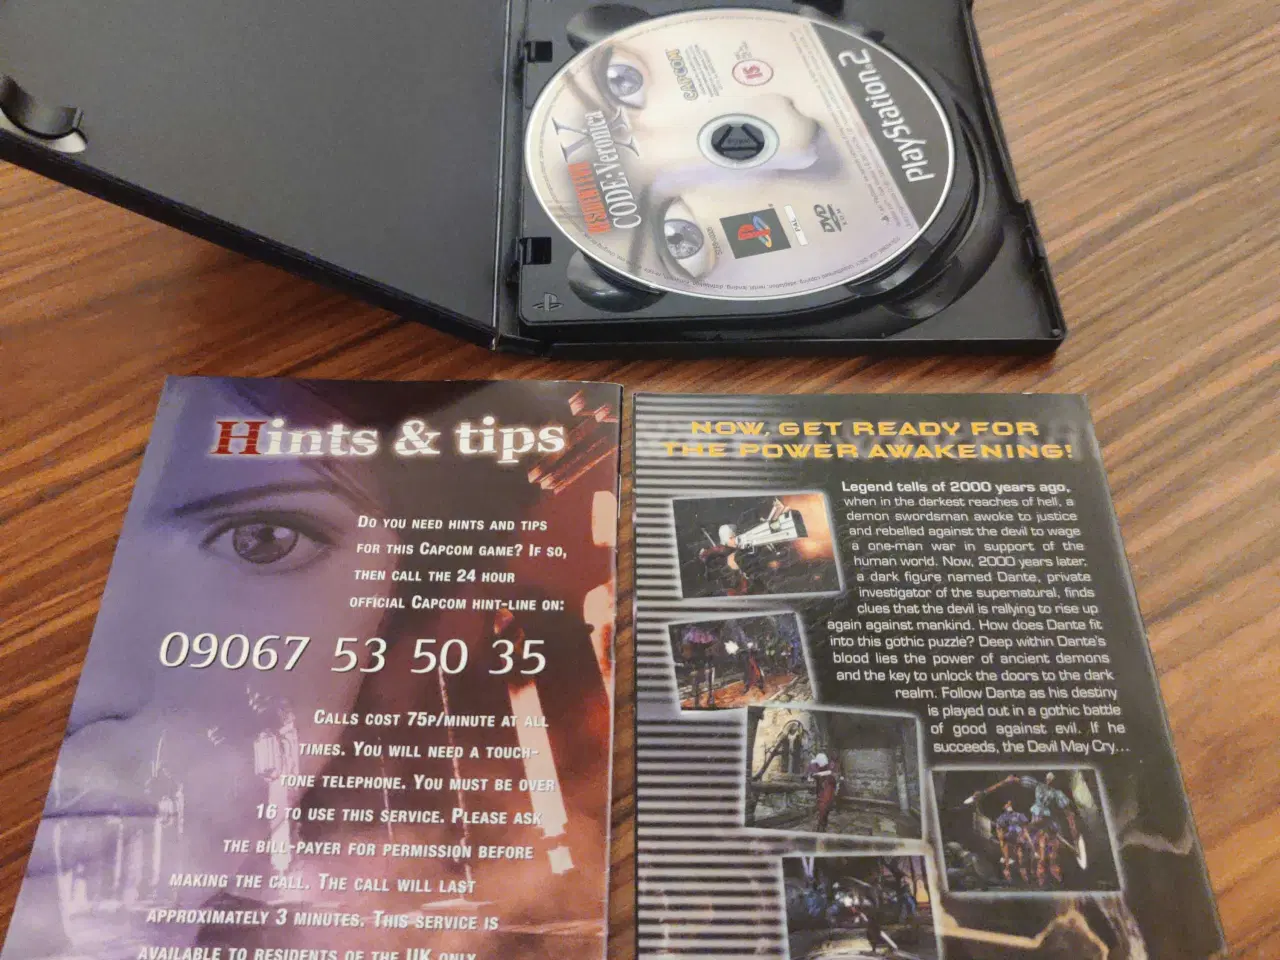 PlayStation®2
CAPCOM
15
RESIDENT EVIL
CODE: Veronica
X
PAL
DVD
Hints & tips
DO YOU NEED HINTS AND TIPS
FOR THIS CAPCOM GAME? IF SO,
THEN CALL THE 24 HOUR
OFFICIAL CAPCOM HINT-LINE ON:
09067 53 50 35
CALLS COST 75P/MINUTE AT ALL
TIMES. YOU WILL NEED A TOUCH-
TONE TELEPHONE. YOU MUST BE OVER
16 TO USE THIS SERVICE. PLEASE ASK
THE BILL-PAYER FOR PERMISSION BEFORE
MAKING THE CALL. THE CALL WILL LAST
APPROXIMATELY 3 MINUTES. THIS SERVICE IS
AVAILABLE TO RESIDENTS OF THE UK ONLY.
NOW, GET READY FOR
THE POWER AWAKENING!
Legend tells of 2000 years ago,
when in the darkest reaches of hell, a
demon swordsman awoke to justice
and rebelled against the devil to wage
a one-man war in support of the
human world. Now, 2000 years later,
a dark figure named Dante, private
investigator of the supernatural, finds
clues that the devil is rallying to rise up
again against mankind. How does Dante fit
into this gothic puzzle? Deep within Dante's
blood lies the power of ancient demons
and the key to unlock the doors to the dark
realm. Follow Dante as his destiny
is played out in a gothic battle
of good against evil. If he
succeeds, the Devil May Cry...